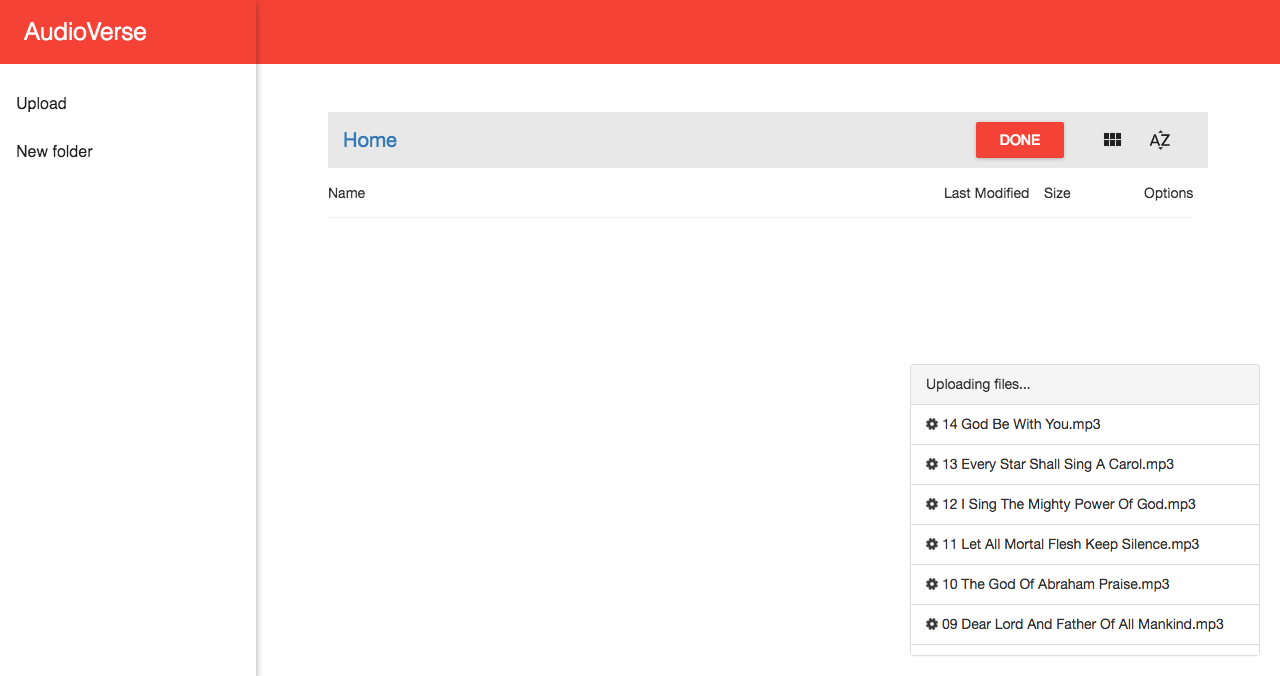 AudioVerse
Upload
New folder
Home
DONE
AZ
Name Last Modified Size Options
Uploading files...
14 God Be With You.mp3
13 Every Star Shall Sing A Carol.mp3
12 I Sing The Mighty Power Of God.mp3
11 Let All Mortal Flesh Keep Silence.mp3
10 The God Of Abraham Praise.mp3
09 Dear Lord And Father Of All Mankind.mp3